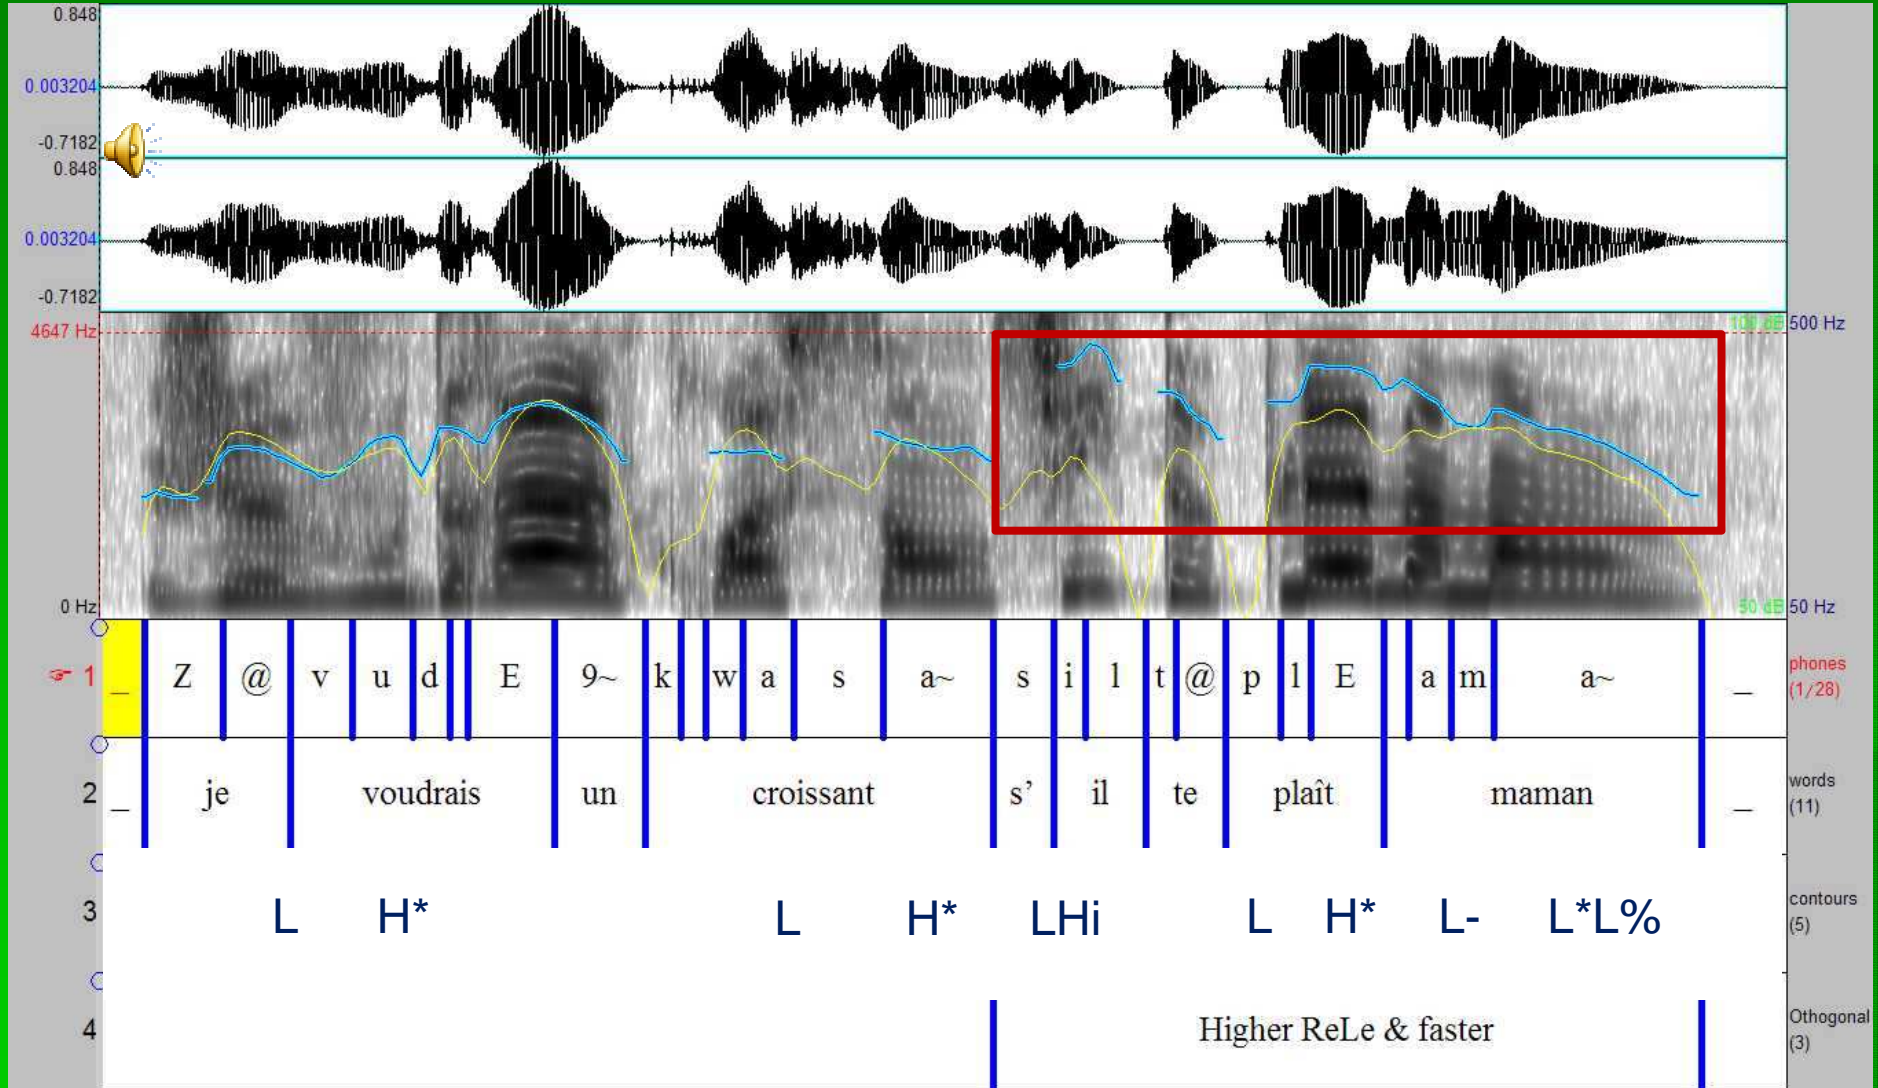 0.848
0.003204
-0.7182
0.848
0.003204
-0.7182
4647 Hz
100 dB 500 Hz
0 Hz
50 dB 50 Hz
1 _ Z @ v u d E 9~ k w a s a~ s i l t @ p l E a m a~ _ phones (1/28)
2 _ je voudrais un croissant s’ il te plaît maman _ words (11)
3 L H* L H* LHi L H* L- L*L% contours (5)
4 Higher ReLe & faster Othogonal (3)